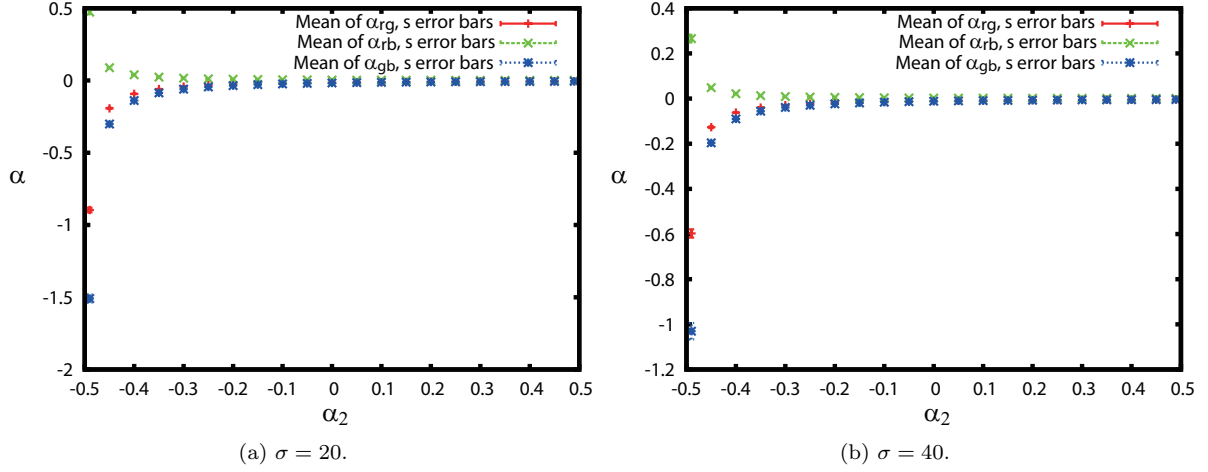 0.5
0
-0.5
-1
-1.5
-2
α
Mean of αrg, s error bars
Mean of αrb, s error bars
Mean of αgb, s error bars
-0.5 -0.4 -0.3 -0.2 -0.1 0 0.1 0.2 0.3 0.4 0.5
α2
(a) σ = 20.
0.4
0.2
0
-0.2
-0.4
-0.6
-0.8
-1
-1.2
α
Mean of αrg, s error bars
Mean of αrb, s error bars
Mean of αgb, s error bars
-0.5 -0.4 -0.3 -0.2 -0.1 0 0.1 0.2 0.3 0.4 0.5
α2
(b) σ = 40.